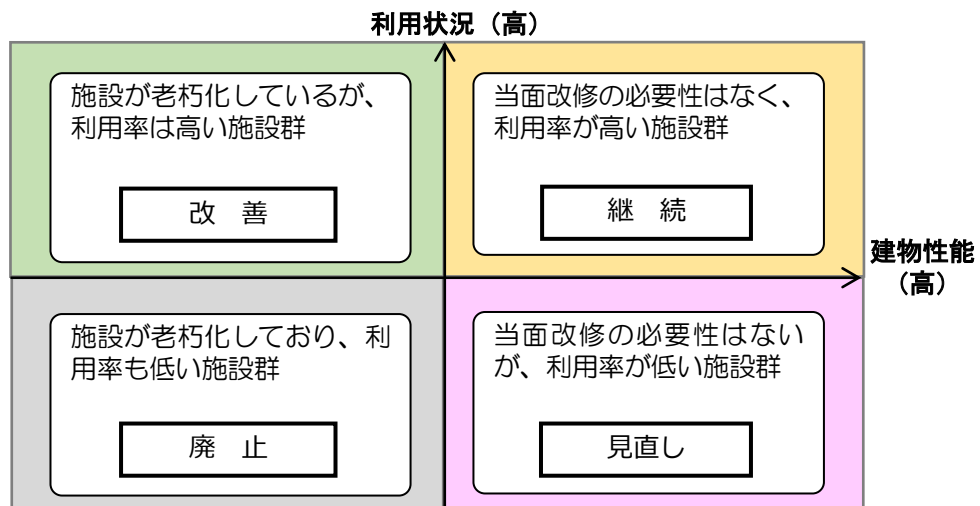 利用状況（高）
施設が老朽化しているが、
利用率は高い施設群
改　善
当面改修の必要性はなく、
利用率が高い施設群
継　続
建物性能
（高）
施設が老朽化しており、利
用率も低い施設群
廃　止
当面改修の必要性はない
が、利用率が低い施設群
見直し